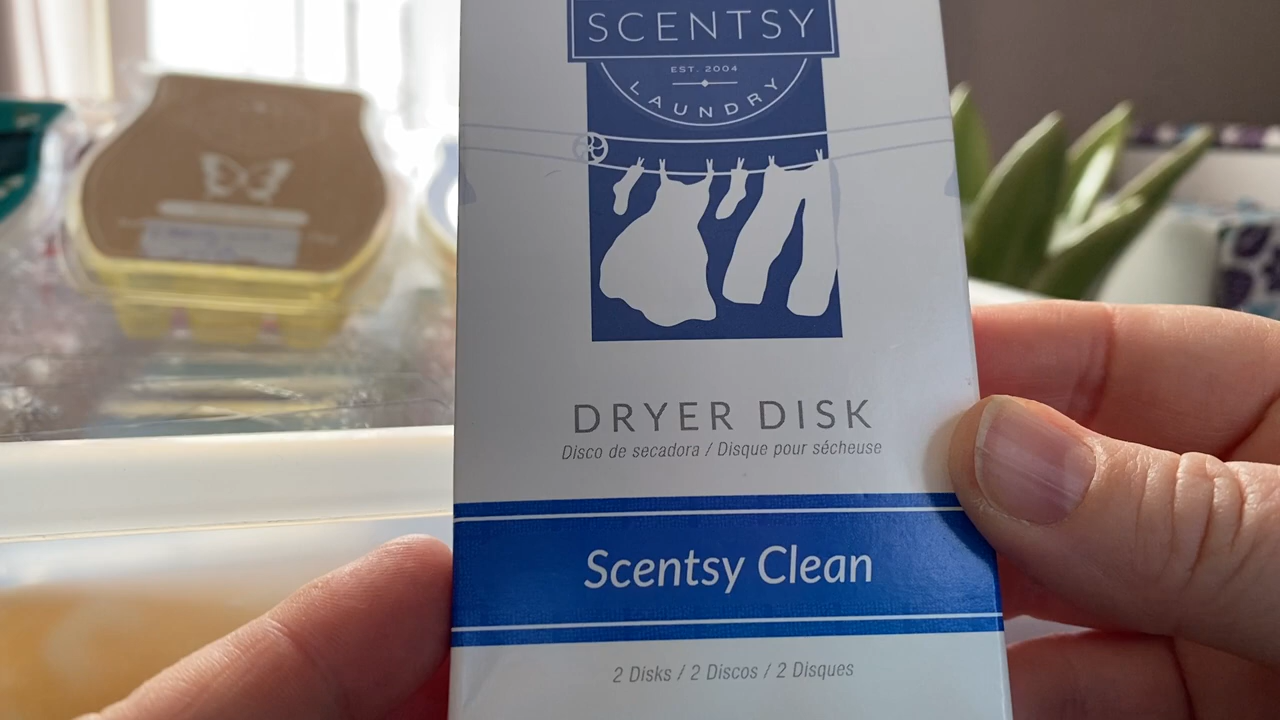 SCENTSY
EST. 2004
LAUNDRY
DRYER DISK
Disco de secadora / Disque pour sécheuse
Scentsy Clean
2 Disks / 2 Discos / 2 Disques